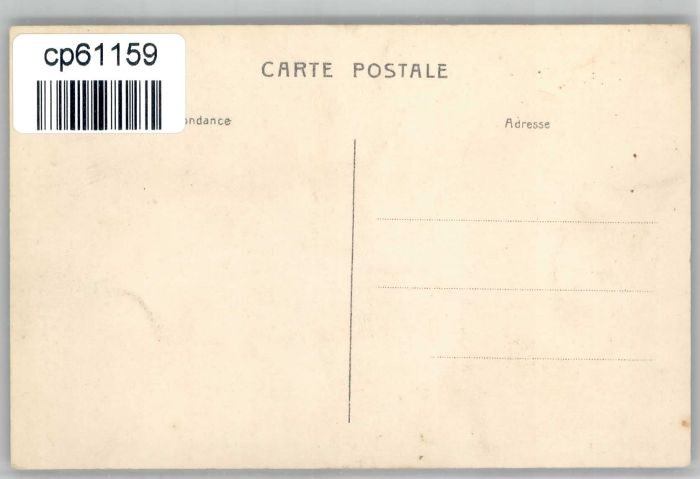 cp61159
CARTE POSTALE
ondance
Adresse